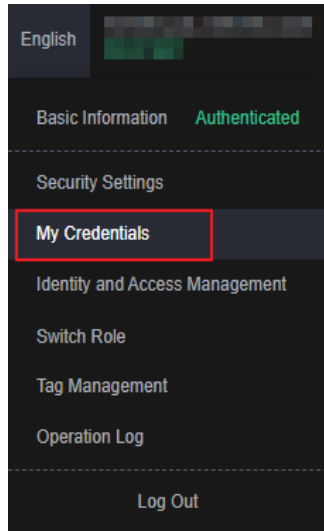 English
Basic Information Authenticated
Security Settings
My Credentials
Identity and Access Management
Switch Role
Tag Management
Operation Log
Log Out